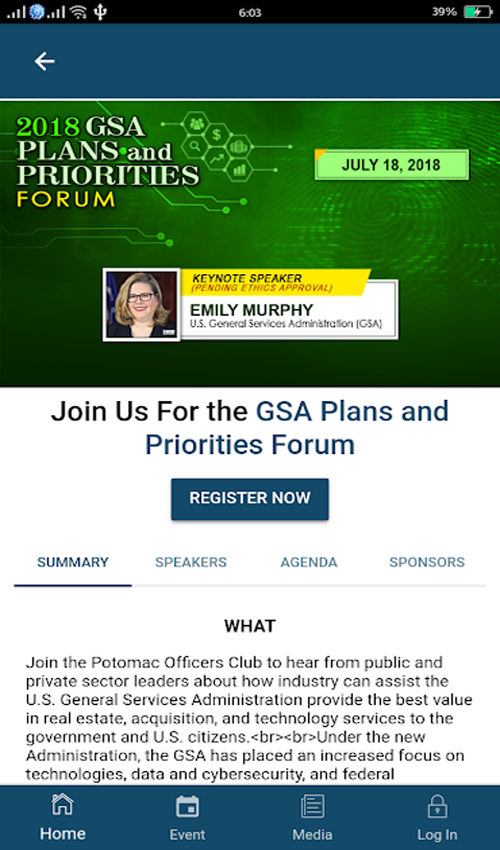 6:03
39%
2018 GSA
PLANS·and
PRIORITIES
FORUM
$
JULY 18, 2018
KEYNOTE SPEAKER
(PENDING ETHICS APPROVAL)
EMILY MURPHY
U.S. General Services Administration (GSA)
Join Us For the GSA Plans and
Priorities Forum
REGISTER NOW
SUMMARY SPEAKERS AGENDA SPONSORS
WHAT
Join the Potomac Officers Club to hear from public and
private sector leaders about how industry can assist the
U.S. General Services Administration provide the best value
in real estate, acquisition, and technology services to the
government and U.S. citizens.<br><br>Under the new
Administration, the GSA has placed an increased focus on
technologies, data and cybersecurity, and federal
Home Event Media Log In